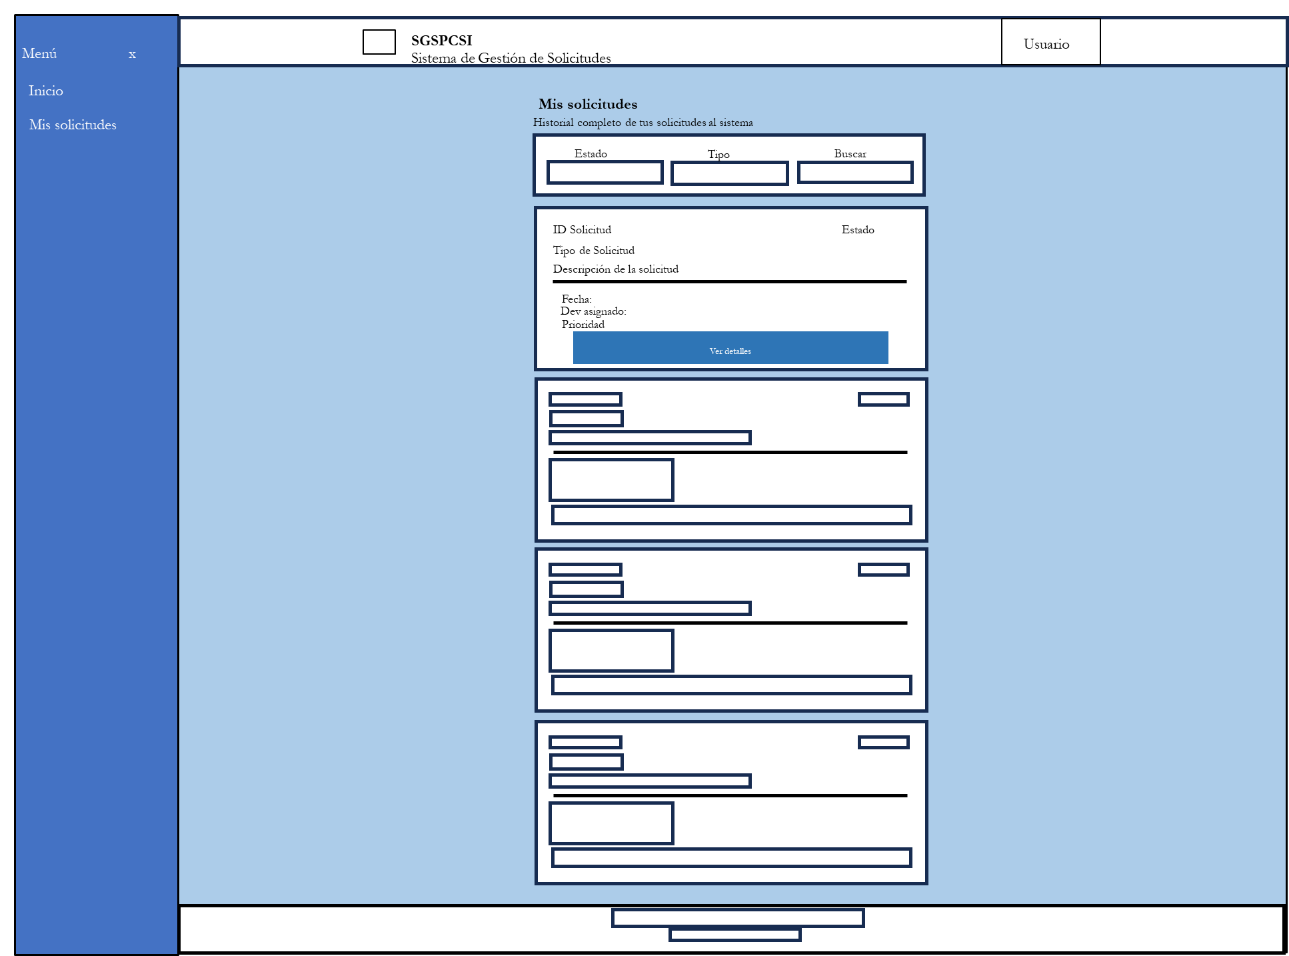 Menú x
Inicio
Mis solicitudes
SGSPCSI
Sistema de Gestión de Solicitudes
Usuario
Mis solicitudes
Historial completo de tus solicitudes al sistema
Estado Tipo Buscar
ID Solicitud Estado
Tipo de Solicitud
Descripción de la solicitud
Fecha:
Dev asignado:
Prioridad
Ver detalles